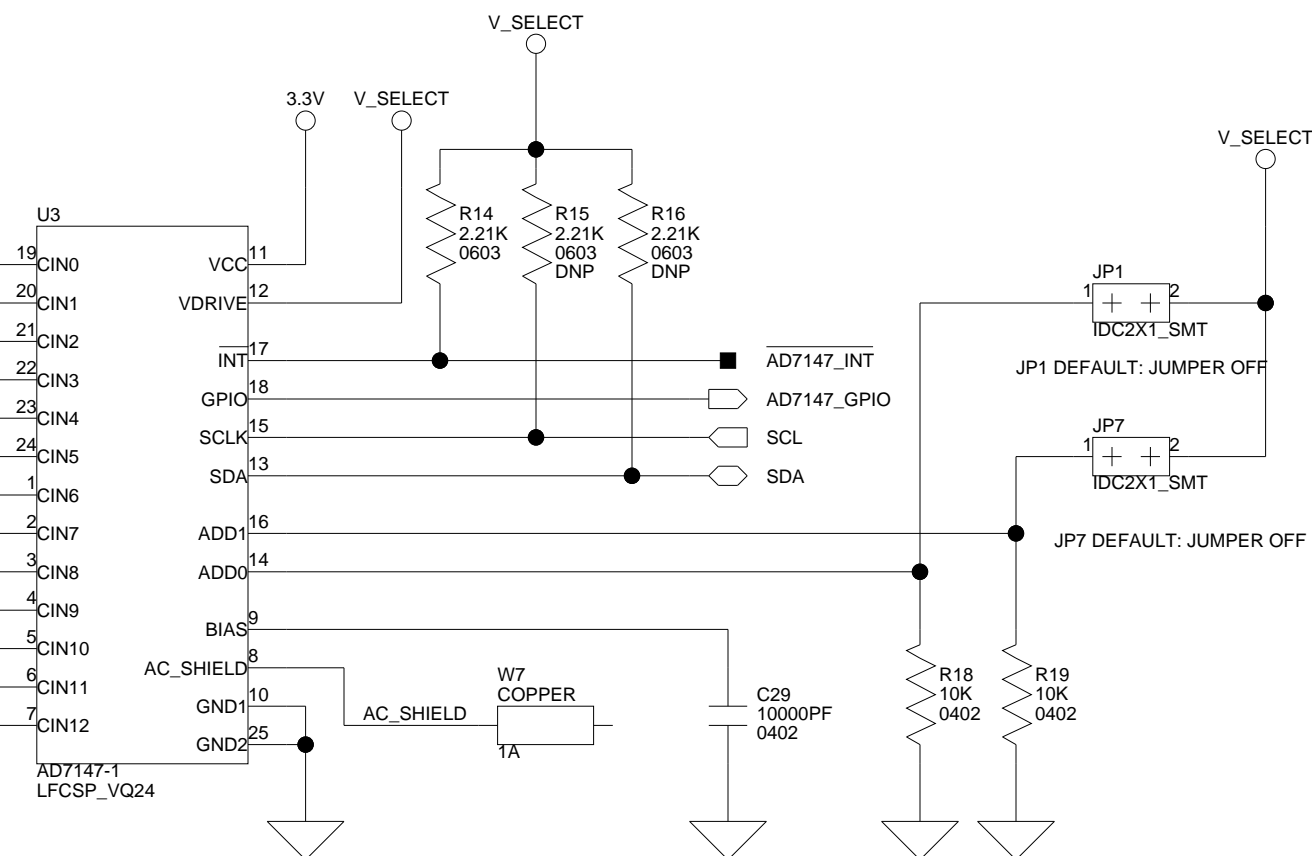 V_SELECT
3.3V
V_SELECT
V_SELECT
U3
R14
2.21K
0603
R15
2.21K
0603
DNP
R16
2.21K
0603
DNP
19
CIN0
20
CIN1
21
CIN2
22
CIN3
23
CIN4
24
CIN5
1
CIN6
2
CIN7
3
CIN8
4
CIN9
5
CIN10
6
CIN11
7
CIN12
VCC
11
VDRIVE
12
INT
17
GPIO
18
SCLK
15
SDA
13
ADD1
16
ADD0
14
BIAS
9
AC_SHIELD
8
GND1
10
GND2
25
AD7147-1
LFCSP_VQ24
AD7147_INT
AD7147_GPIO
SCL
SDA
JP1
1
2
IDC2X1_SMT
JP1 DEFAULT: JUMPER OFF
JP7
1
2
IDC2X1_SMT
JP7 DEFAULT: JUMPER OFF
AC_SHIELD
W7
COPPER
1A
C29
10000PF
0402
R18
10K
0402
R19
10K
0402